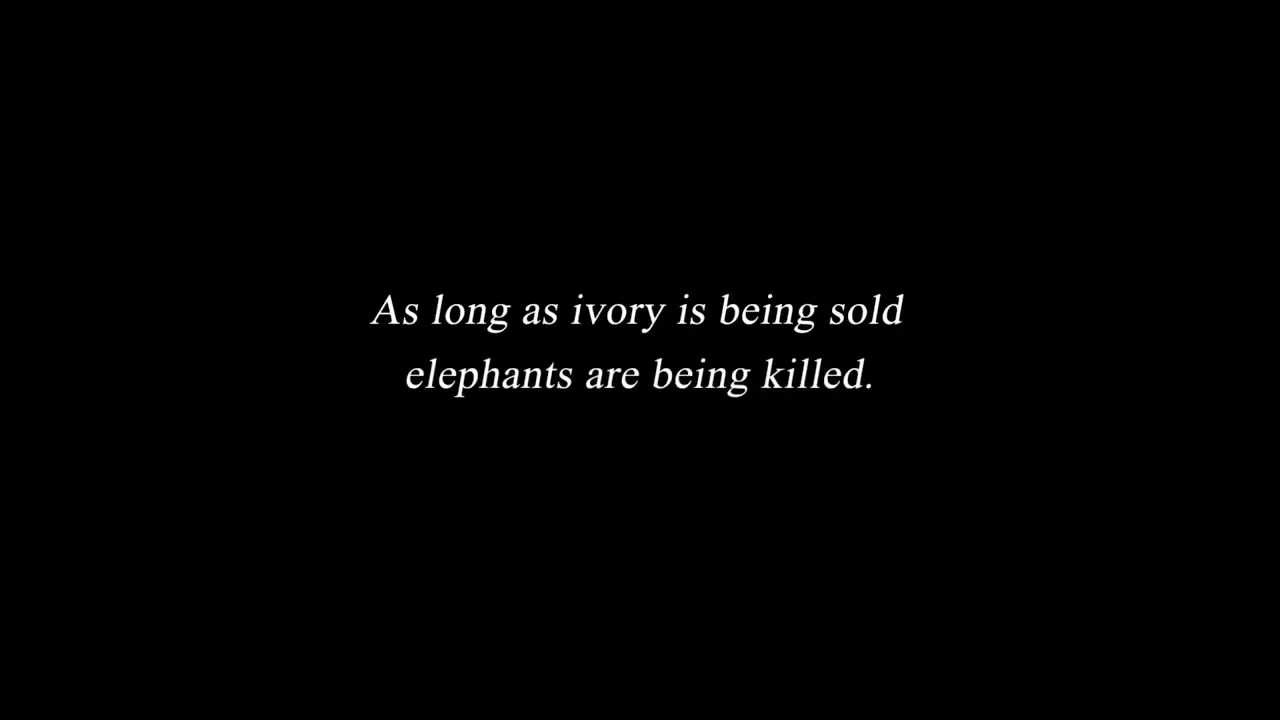 As long as ivory is being sold
elephants are being killed.